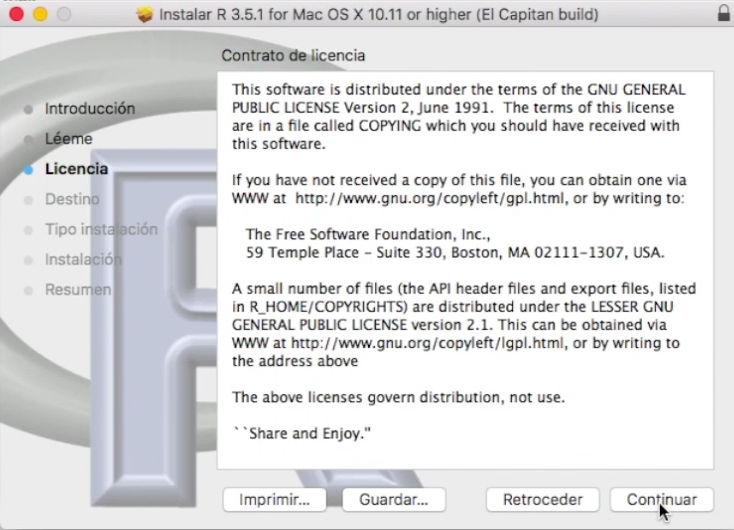 Instalar R 3.5.1 for Mac OS X 10.11 or higher (El Capitan build)
Contrato de licencia
Introducción
Léeme
Licencia
Destino
Tipo instalación
Instalación
Resumen
This software is distributed under the terms of the GNU GENERAL
PUBLIC LICENSE Version 2, June 1991.  The terms of this license
are in a file called COPYING which you should have received with
this software.
If you have not received a copy of this file, you can obtain one via
WWW at  http://www.gnu.org/copyleft/gpl.html, or by writing to:
The Free Software Foundation, Inc.,
59 Temple Place – Suite 330, Boston, MA 02111-1307, USA.
A small number of files (the API header files and export files, listed
in R_HOME/COPYRIGHTS) are distributed under the LESSER GNU
GENERAL PUBLIC LICENSE version 2.1. This can be obtained via
WWW at http://www.gnu.org/copyleft/lgpl.html, or by writing to
the address above
The above licenses govern distribution, not use.
``Share and Enjoy."
Imprimir... Guardar... Retroceder Continuar